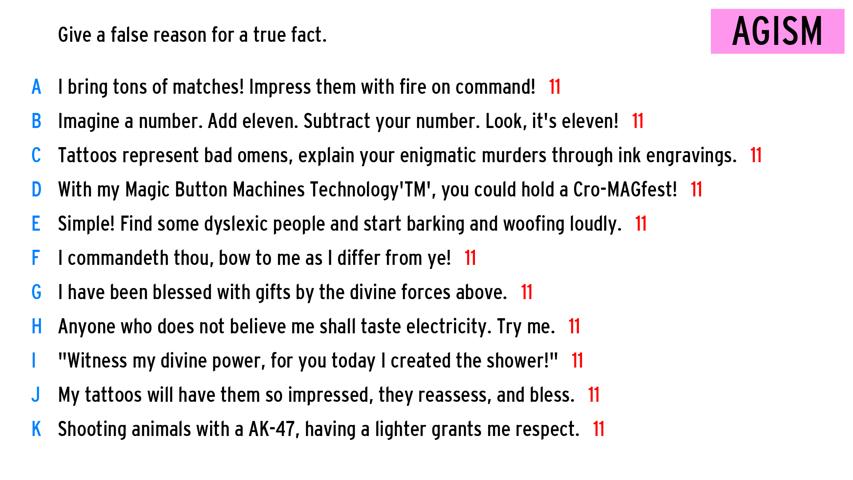 Give a false reason for a true fact.
AGISM
A I bring tons of matches! Impress them with fire on command! 11
B Imagine a number. Add eleven. Subtract your number. Look, it's eleven! 11
C Tattoos represent bad omens, explain your enigmatic murders through ink engravings. 11
D With my Magic Button Machines Technology'TM', you could hold a Cro-MAGfest! 11
E Simple! Find some dyslexic people and start barking and woofing loudly. 11
F I commandeth thou, bow to me as I differ from ye! 11
G I have been blessed with gifts by the divine forces above. 11
H Anyone who does not believe me shall taste electricity. Try me. 11
I "Witness my divine power, for you today I created the shower!" 11
J My tattoos will have them so impressed, they reassess, and bless. 11
K Shooting animals with a AK-47, having a lighter grants me respect. 11